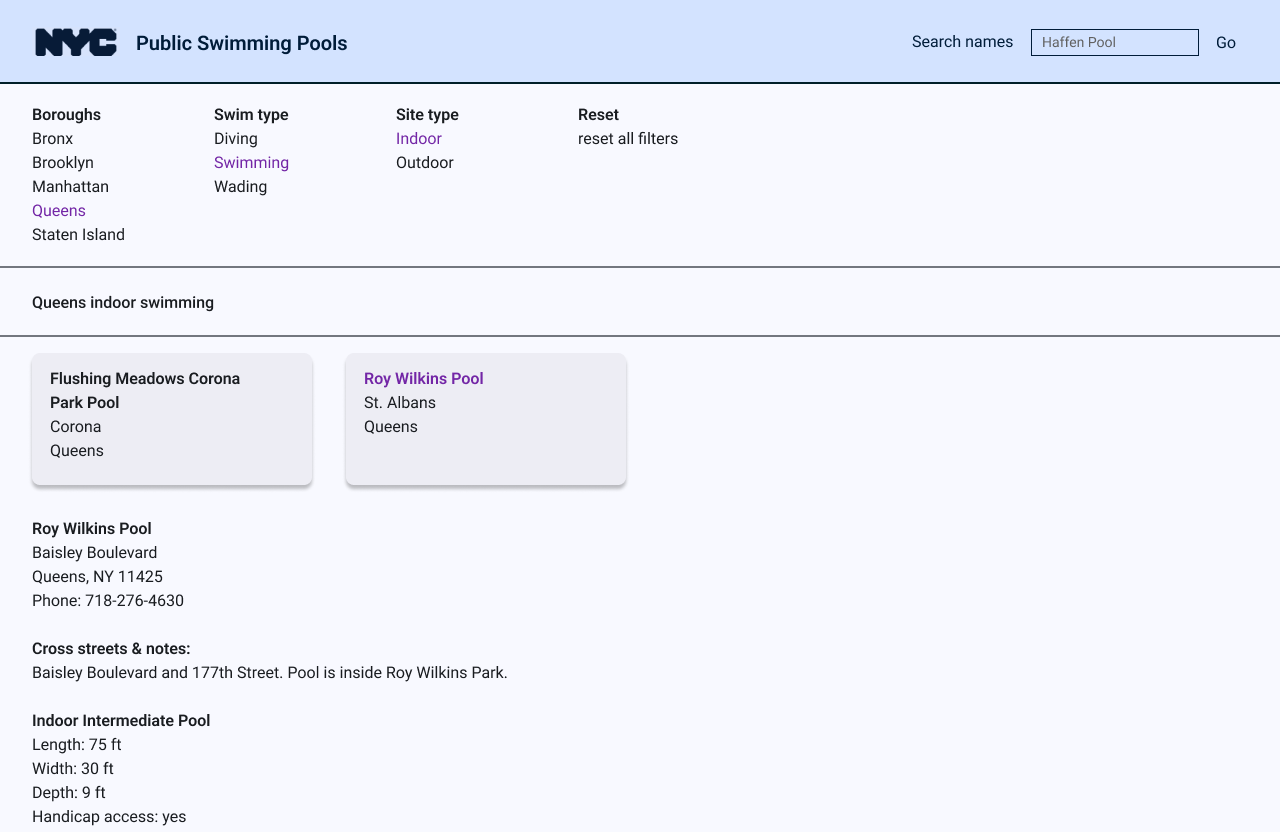 NYC
Public Swimming Pools
Search names
Haffen Pool
Go
Boroughs
Bronx
Brooklyn
Manhattan
Queens
Staten Island
Swim type
Diving
Swimming
Wading
Site type
Indoor
Outdoor
Reset
reset all filters
Queens indoor swimming
Flushing Meadows Corona
Park Pool
Corona
Queens
Roy Wilkins Pool
St. Albans
Queens
Roy Wilkins Pool
Baisley Boulevard
Queens, NY 11425
Phone: 718-276-4630
Cross streets & notes:
Baisley Boulevard and 177th Street. Pool is inside Roy Wilkins Park.
Indoor Intermediate Pool
Length: 75 ft
Width: 30 ft
Depth: 9 ft
Handicap access: yes